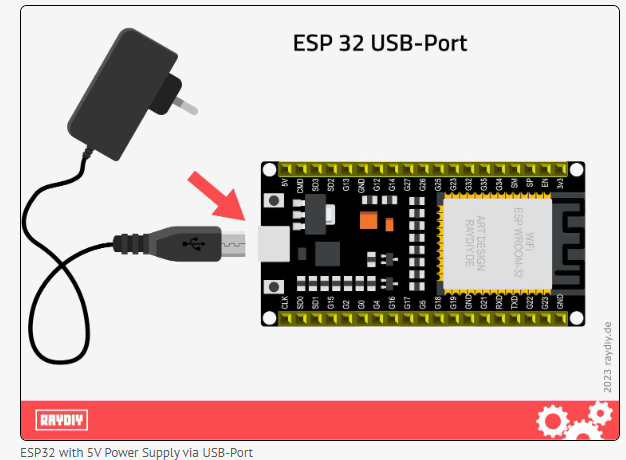 ESP 32 USB-Port
5V CMD SD3 SD2 G13 GND G12 G14 G27 G26 G25 G33 G32 G35 G34 SM SP EN 3v3
WiFi
ESP WROOM-32
ART DESIGN
RAYDIY.DE
CLK SD0 SD1 G15 G2 G0 G4 G16 G17 G5 G18 G19 GND G21 RXD TXD G22 G23 GND
2023 raydiy.de
RAYDIY
ESP32 with 5V Power Supply via USB-Port